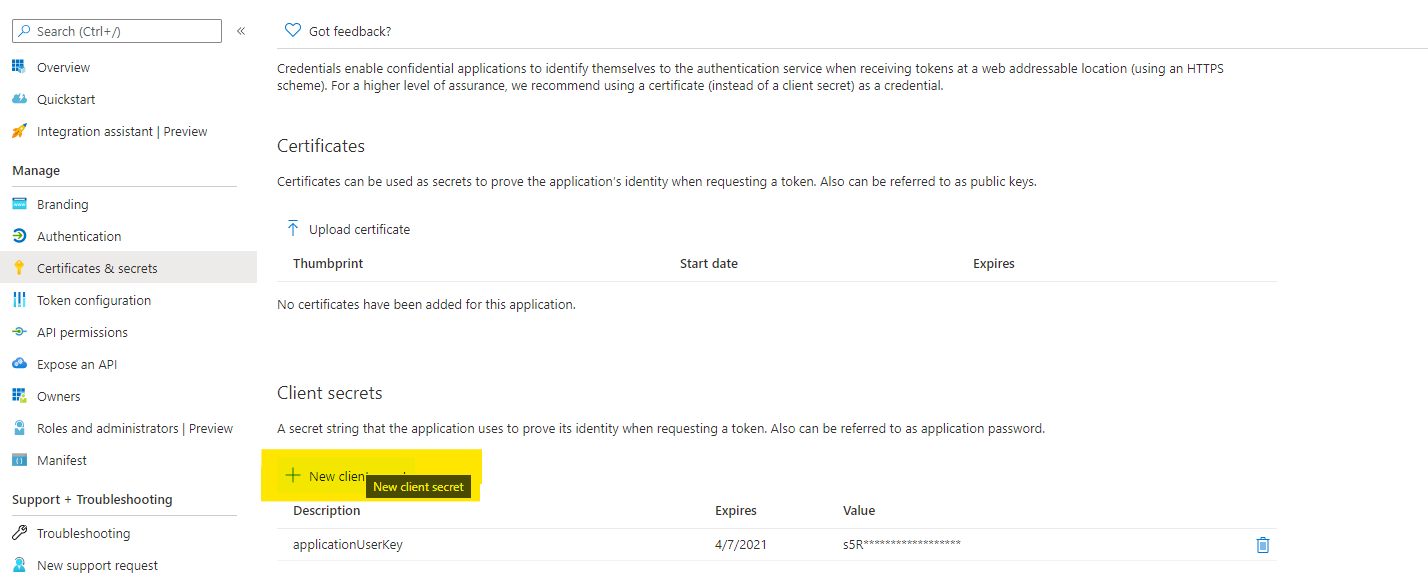 Search (Ctrl+/)
«
Overview
Quickstart
Integration assistant | Preview
Manage
Branding
Authentication
Certificates & secrets
Token configuration
API permissions
Expose an API
Owners
Roles and administrators | Preview
Manifest
Support + Troubleshooting
Troubleshooting
New support request
Got feedback?
Credentials enable confidential applications to identify themselves to the authentication service when receiving tokens at a web addressable location (using an HTTPS
scheme). For a higher level of assurance, we recommend using a certificate (instead of a client secret) as a credential.
Certificates
Certificates can be used as secrets to prove the application's identity when requesting a token. Also can be referred to as public keys.
Upload certificate
Thumbprint Start date Expires
No certificates have been added for this application.
Client secrets
A secret string that the application uses to prove its identity when requesting a token. Also can be referred to as application password.
New client
New client secret
Description Expires Value
applicationUserKey 4/7/2021 s5R******************